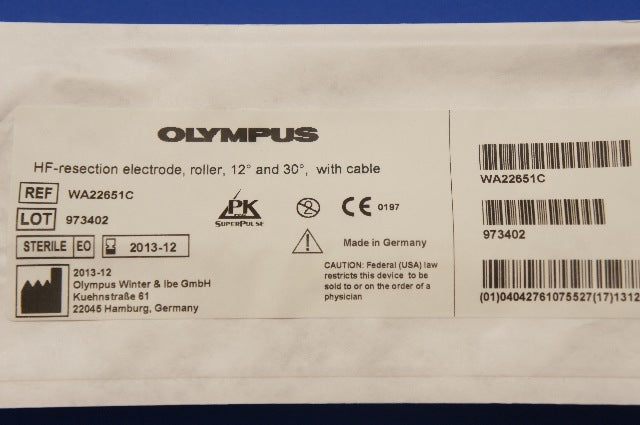 OLYMPUS
HF-resection electrode, roller, 12° and 30°, with cable
REF WA22651C
LOT 973402
STERILE EO 2013-12
2013-12
Olympus Winter & Ibe GmbH
Kuehnstraße 61
22045 Hamburg, Germany
PK
SUPERPULSE
2
CE 0197
Made in Germany
CAUTION: Federal (USA) law
restricts this device to be
sold to or on the order of a
physician
WA22651C
973402
(01)04042761075527(17)1312